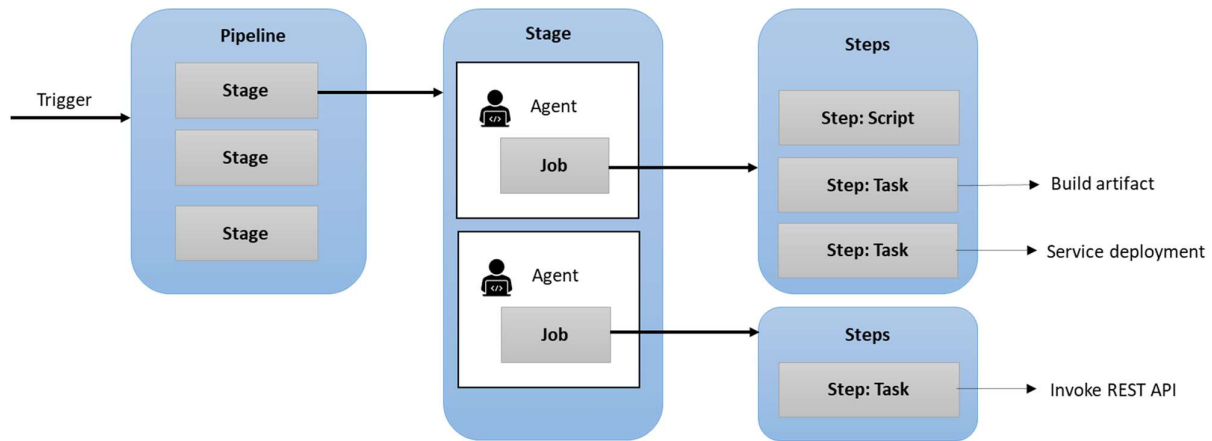 Trigger
Pipeline
Stage
Stage
Stage
Stage
Agent
Job
Agent
Job
Steps
Step: Script
Step: Task
Build artifact
Step: Task
Service deployment
Steps
Step: Task
Invoke REST API